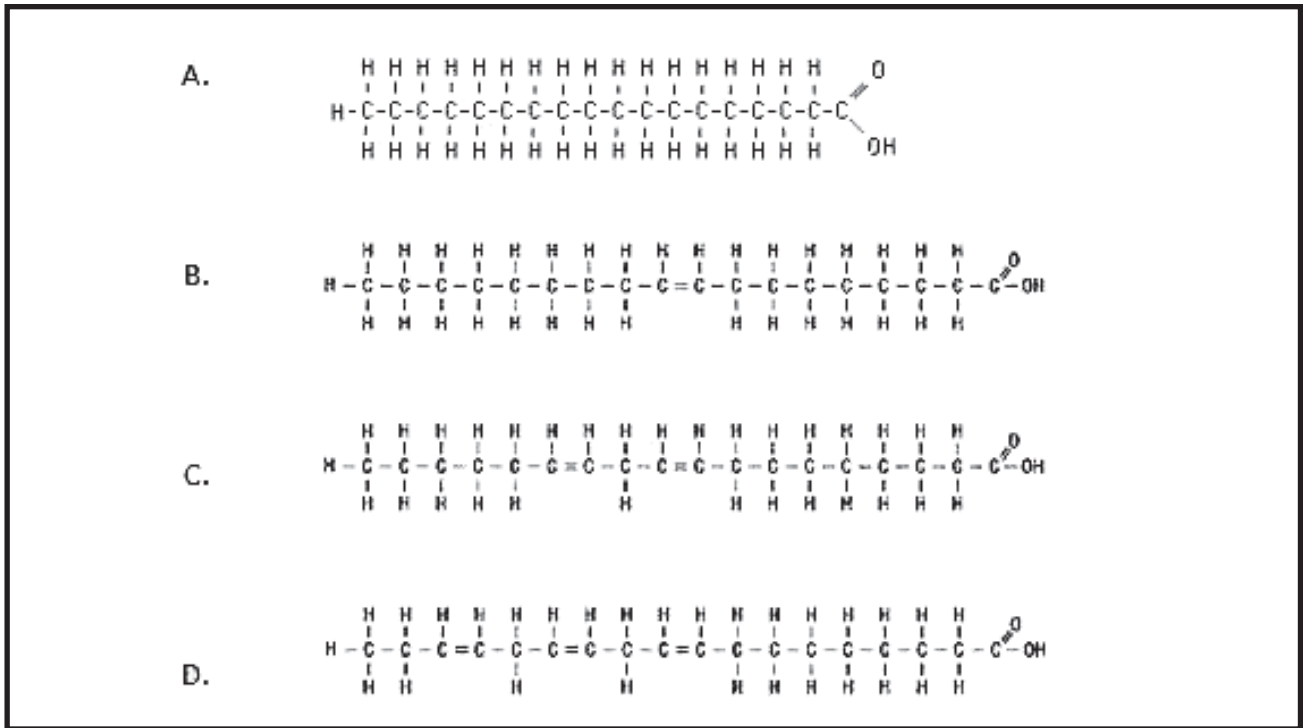 A.
H H H H H H H H H H H H H H H H H O
H-C-C-C-C-C-C-C-C-C-C-C-C-C-C-C-C-C-C
H H H H H H H H H H H H H H H H H OH
B.
H H H H H H H H H H H H H H H H H O
H-C-C-C-C-C-C-C-C-C=C-C-C-C-C-C-C-C-C-OH
H H H H H H H H H H H H H H H
C.
H H H H H H H H H H H H H H H H H O
H-C-C-C-C-C-C=C-C-C=C-C-C-C-C-C-C-C-C-OH
H H H H H H H H H H H H H
D.
H H H H H H H H H H H H H H H H H O
H-C-C-C=C-C-C=C-C-C=C-C-C-C-C-C-C-C-C-OH
H H H H H H H H H H H